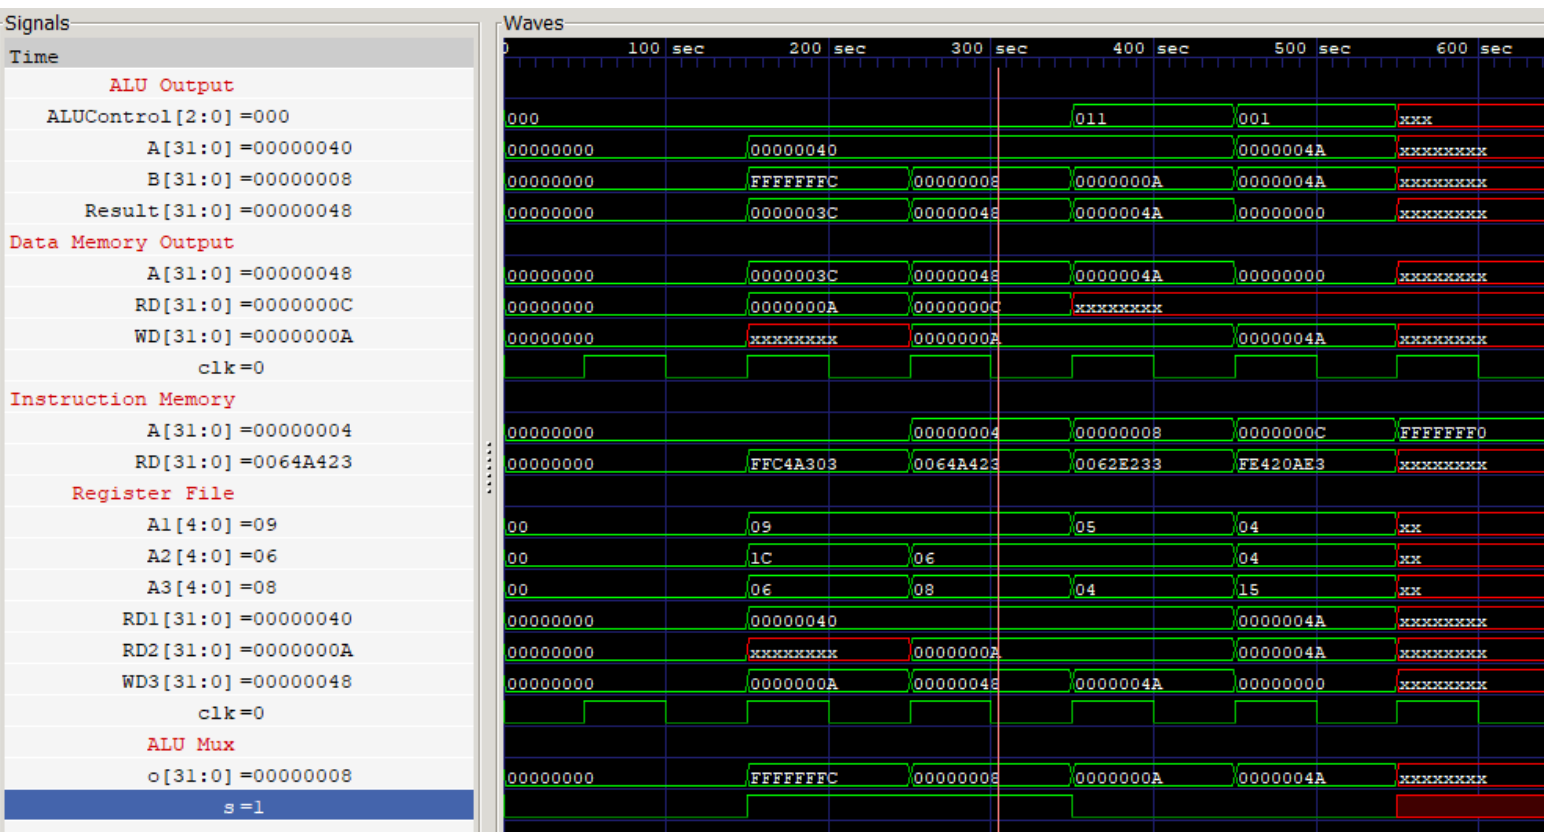 Signals
Waves
Time
0 100 sec 200 sec 300 sec 400 sec 500 sec 600 sec
ALU Output
ALUControl[2:0] =000 000 011 001 xxx
A[31:0] =00000040 00000000 00000040 0000004A xxxxxxxx
B[31:0] =00000008 00000000 FFFFFFFC 00000008 0000000A 0000004A xxxxxxxx
Result[31:0] =00000048 00000000 0000003C 00000048 0000004A 00000000 xxxxxxxx
Data Memory Output
A[31:0] =00000048 00000000 0000003C 00000048 0000004A 00000000 xxxxxxxx
RD[31:0] =0000000C 00000000 0000000A 0000000C xxxxxxxx
WD[31:0] =0000000A 00000000 xxxxxxxx 0000000A 0000004A xxxxxxxx
clk =0
Instruction Memory
A[31:0] =00000004 00000000 00000004 00000008 0000000C FFFFFFF0
RD[31:0] =0064A423 00000000 FFC4A303 0064A423 0062E233 FE420AE3 xxxxxxxx
Register File
A1[4:0] =09 00 09 05 04 xx
A2[4:0] =06 00 1C 06 04 xx
A3[4:0] =08 00 06 08 04 15 xx
RD1[31:0] =00000040 00000000 00000040 0000004A xxxxxxxx
RD2[31:0] =0000000A 00000000 xxxxxxxx 0000000A 0000004A xxxxxxxx
WD3[31:0] =00000048 00000000 0000000A 00000048 0000004A 00000000 xxxxxxxx
clk =0
ALU Mux
o[31:0] =00000008 00000000 FFFFFFFC 00000008 0000000A 0000004A xxxxxxxx
s =1